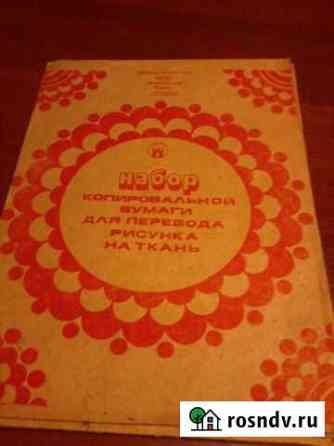 набор
КОПИРОВАЛЬНОЙ
БУМАГИ
ДЛЯ ПЕРЕВОДА
РИСУНКА
НА ТКАНЬ
rosndv.ru